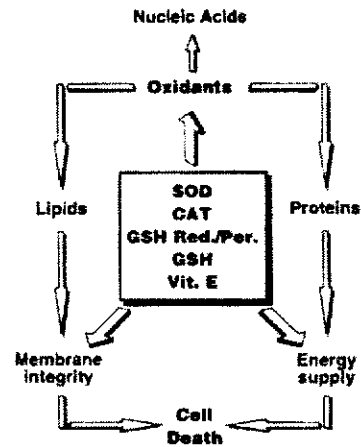 Nucleic Acids
Oxidants
Lipids
SOD
CAT
GSH Red./Per.
GSH
Vit. E
Proteins
Membrane
integrity
Energy
supply
Cell
Death